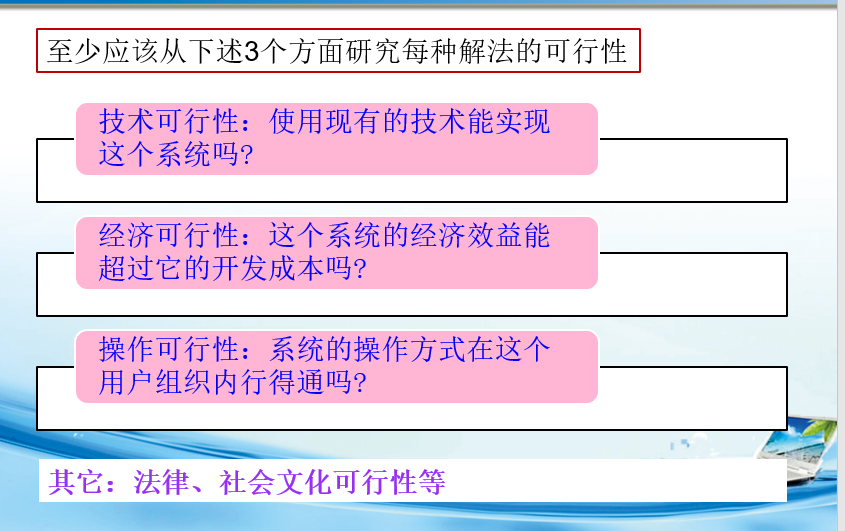 至少应该从下述3个方面研究每种解法的可行性
技术可行性：使用现有的技术能实现
这个系统吗?
经济可行性：这个系统的经济效益能
超过它的开发成本吗?
操作可行性：系统的操作方式在这个
用户组织内行得通吗?
其它：法律、社会文化可行性等